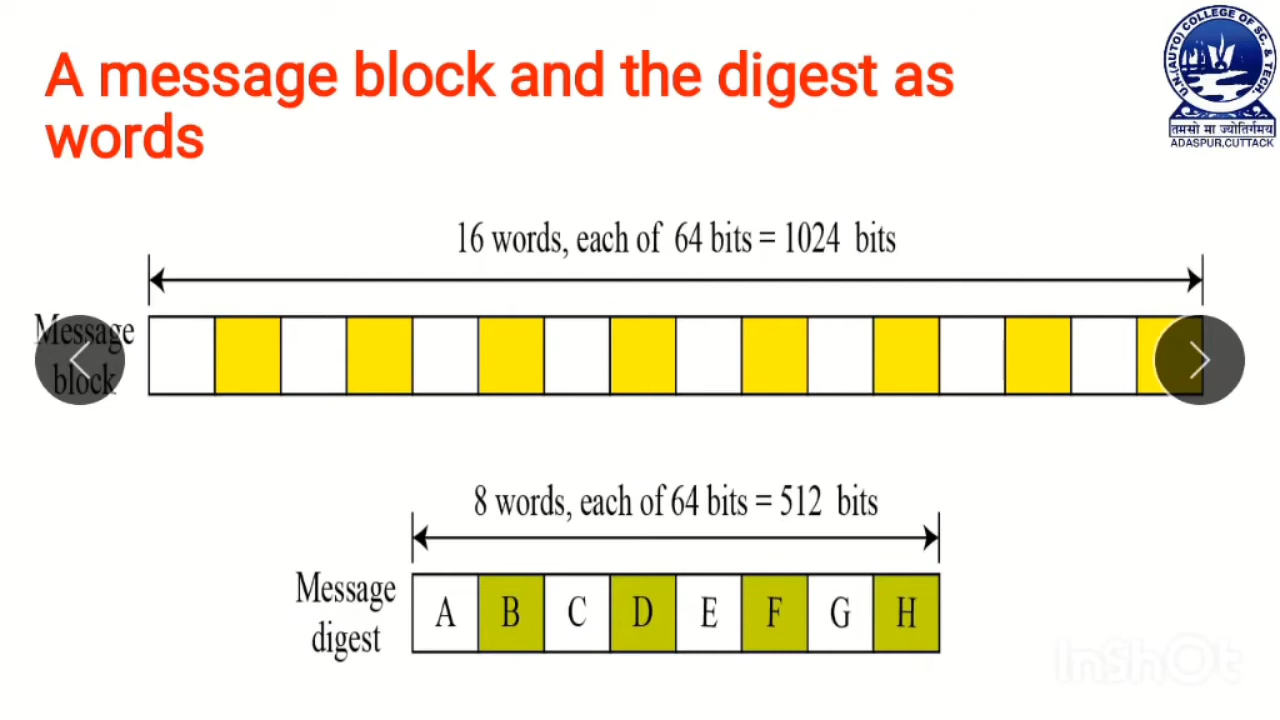 A message block and the digest as
words
U.N.(AUTO) COLLEGE OF SC. & TECH.
तमसो मा ज्योतिर्गमय
ADASPUR,CUTTACK
16 words, each of 64 bits = 1024 bits
Message
block
8 words, each of 64 bits = 512 bits
Message
digest
A B C D E F G H
InShOt